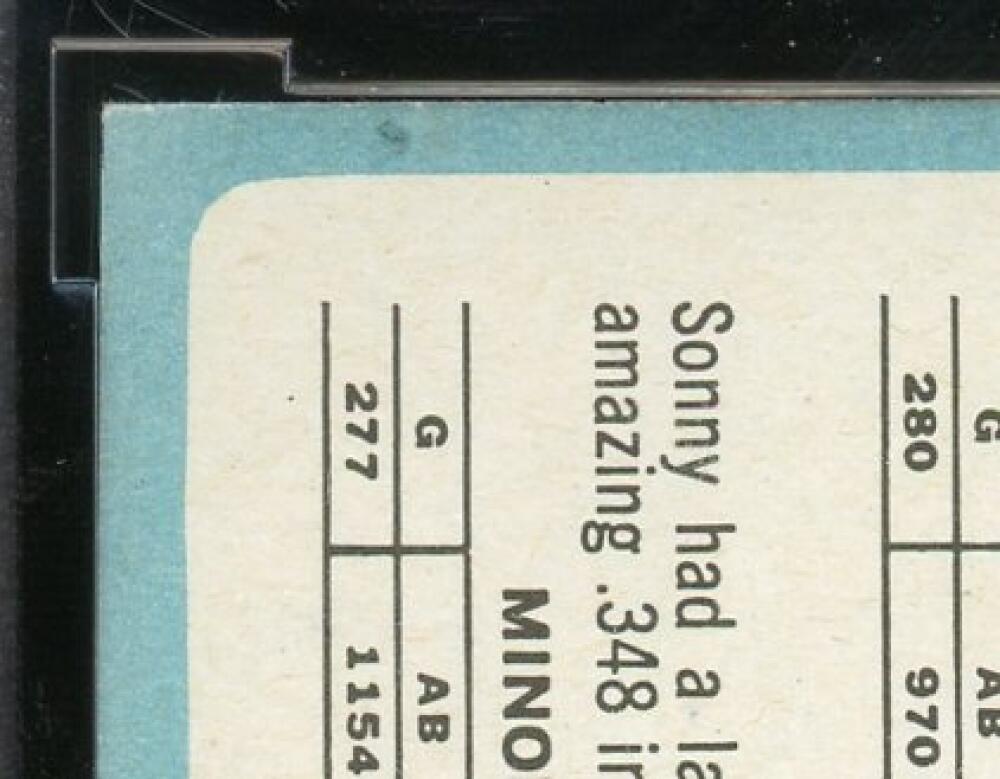 G AB
280 970
Sonny had a la
amazing .348 in
MINO
G AB
277 1154